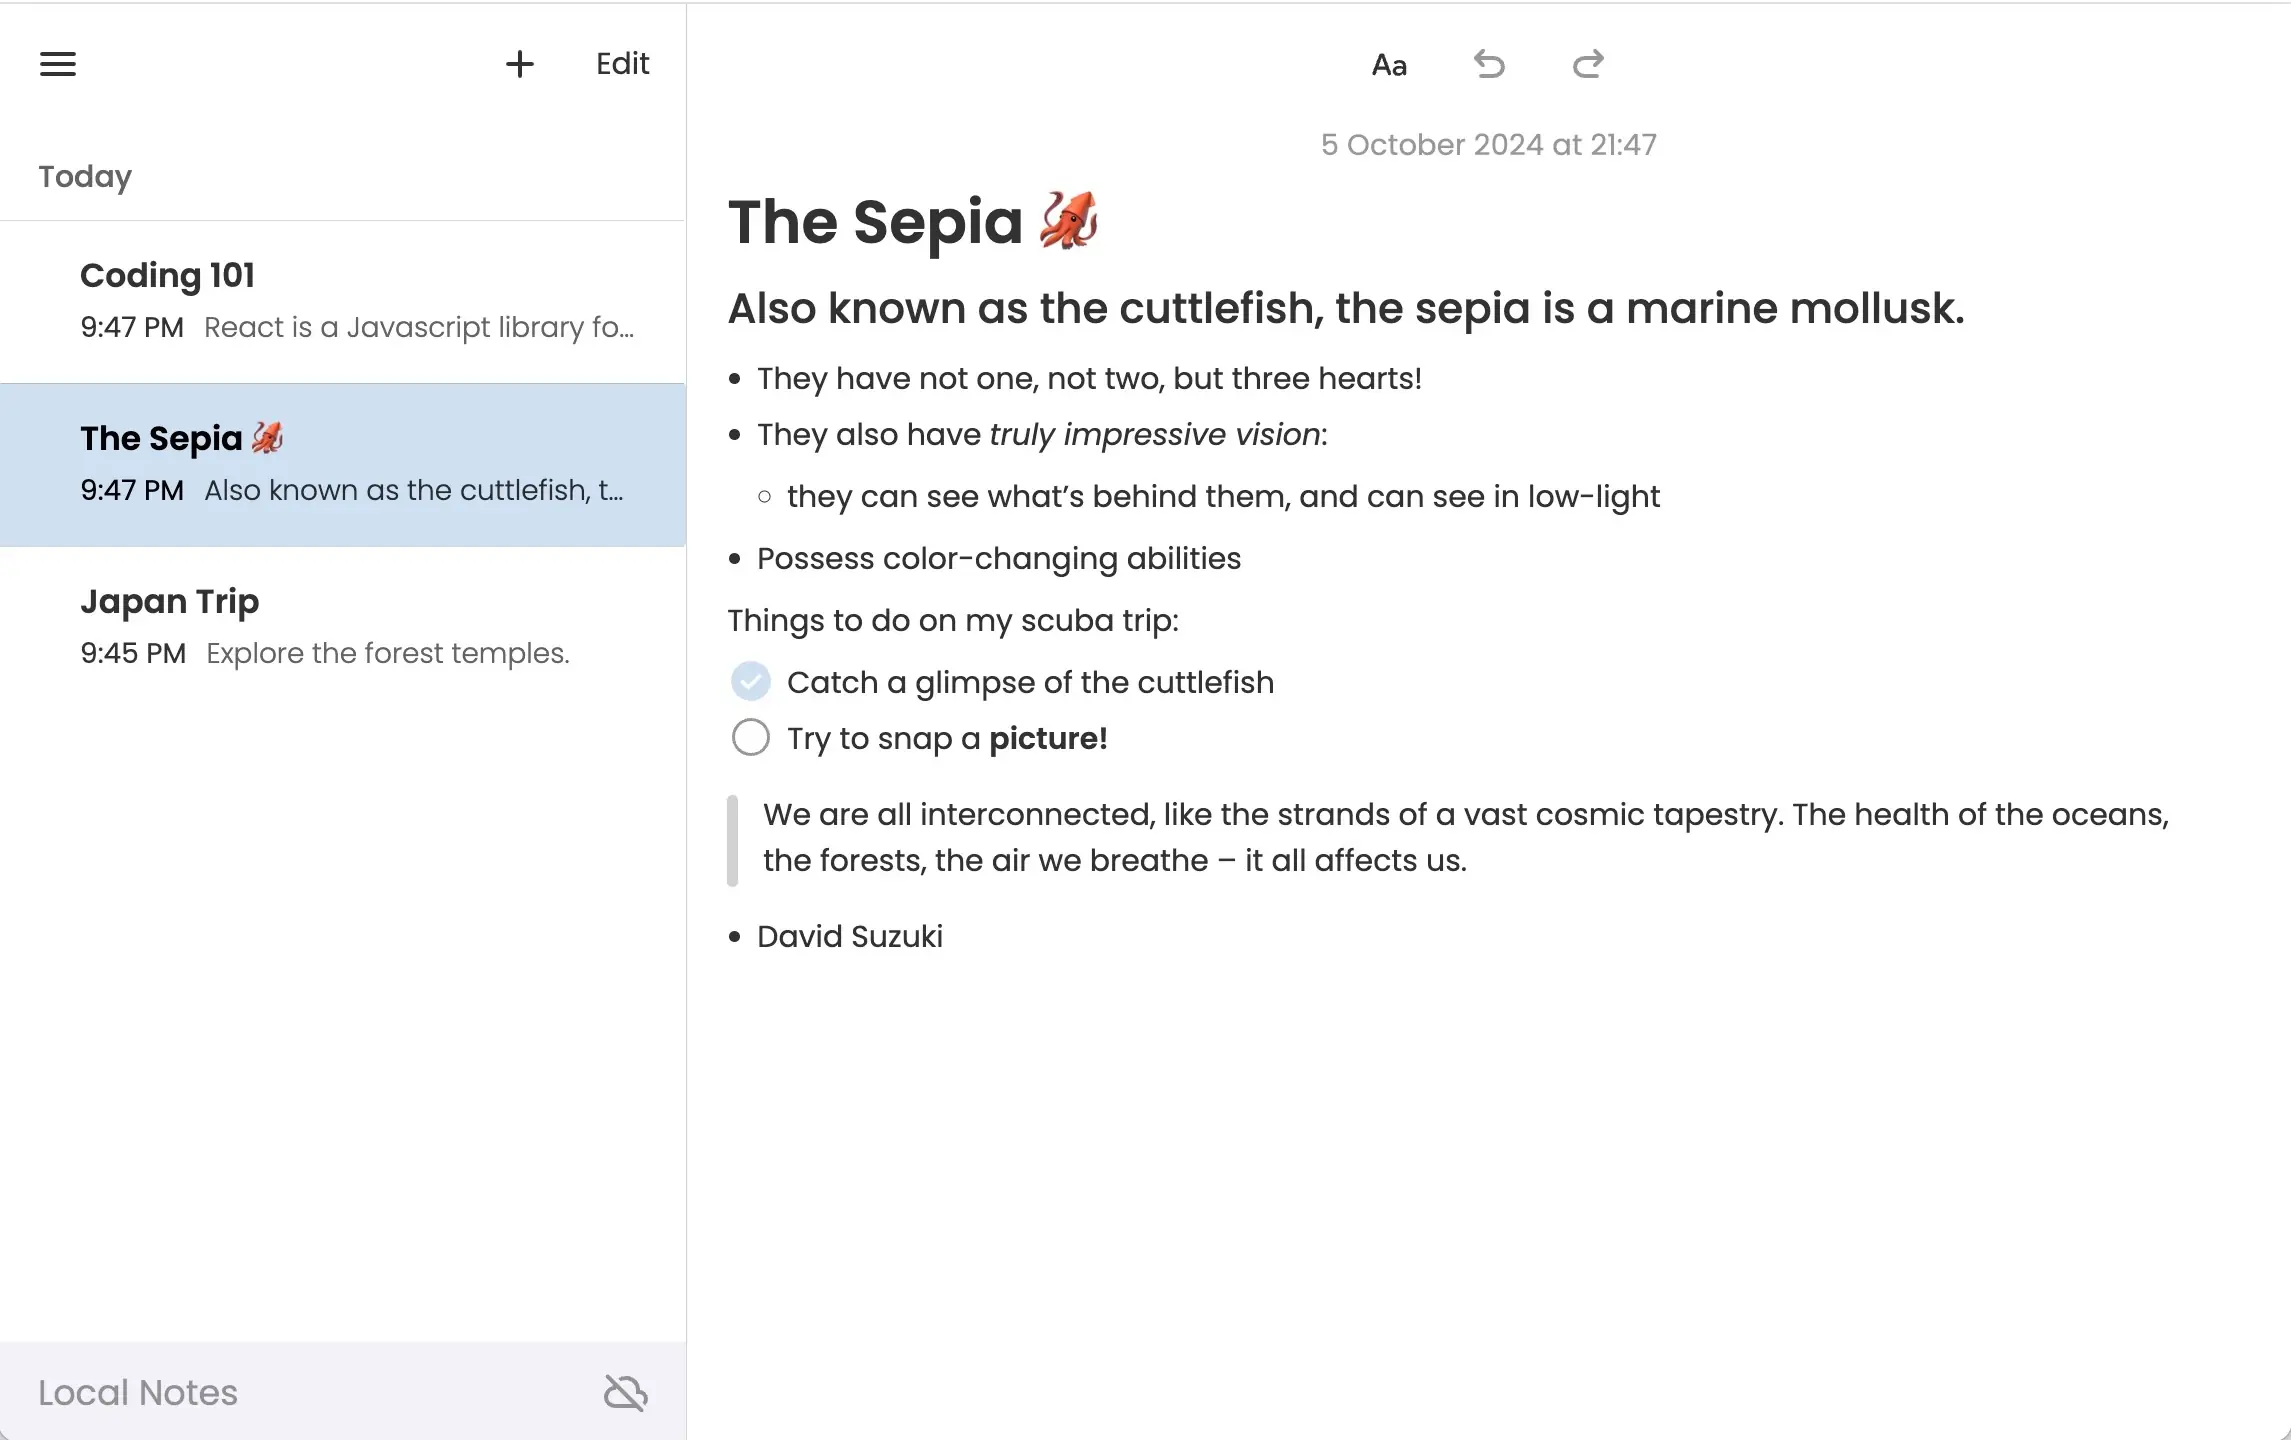 Edit
Today
Coding 101
9:47 PM React is a Javascript library fo...
The Sepia 🦑
9:47 PM Also known as the cuttlefish, t...
Japan Trip
9:45 PM Explore the forest temples.
Local Notes
Aa
5 October 2024 at 21:47
The Sepia 🦑
Also known as the cuttlefish, the sepia is a marine mollusk.
• They have not one, not two, but three hearts!
• They also have truly impressive vision:
○ they can see what’s behind them, and can see in low-light
• Possess color-changing abilities
Things to do on my scuba trip:
Catch a glimpse of the cuttlefish
Try to snap a picture!
We are all interconnected, like the strands of a vast cosmic tapestry. The health of the oceans,
the forests, the air we breathe – it all affects us.
• David Suzuki